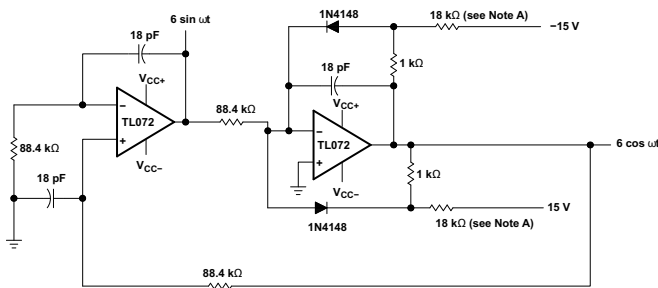 6 sin ωt
1N4148
18 kΩ (see Note A)
−15 V
18 pF
1 kΩ
18 pF
VCC+
−
TL072
+
VCC−
88.4 kΩ
VCC+
−
TL072
+
VCC−
6 cos ωt
88.4 kΩ
18 pF
1 kΩ
15 V
1N4148
18 kΩ (see Note A)
88.4 kΩ